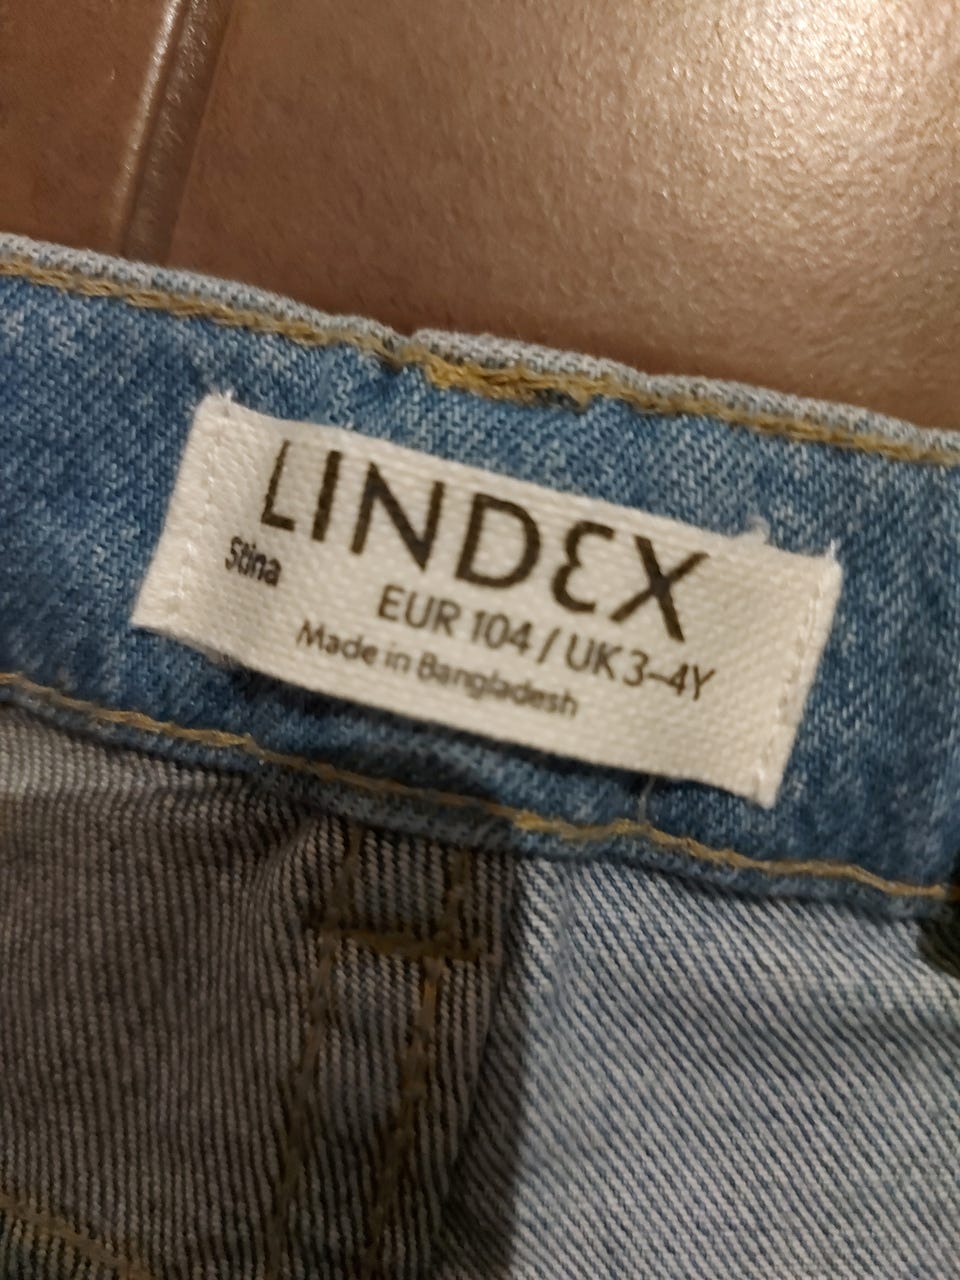 LINDEX
Stina
EUR 104 / UK 3-4Y
Made in Bangladesh